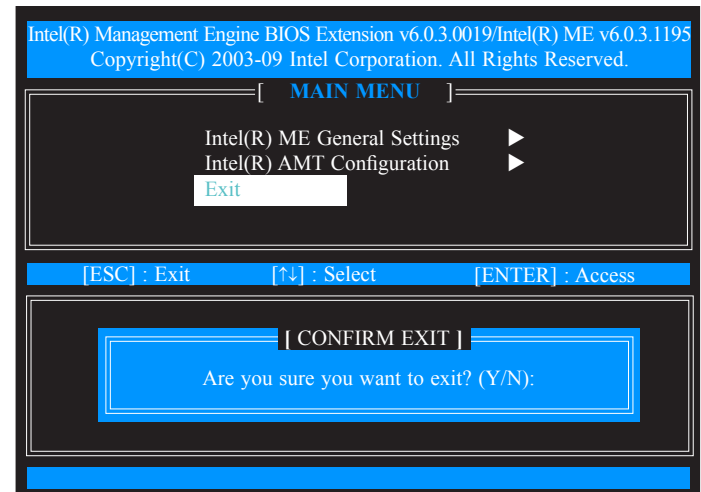 Intel(R) Management Engine BIOS Extension v6.0.3.0019/Intel(R) ME v6.0.3.1195
Copyright(C) 2003-09 Intel Corporation. All Rights Reserved.
[ MAIN MENU ]
Intel(R) ME General Settings ▶
Intel(R) AMT Configuration ▶
Exit
[ESC] : Exit [↑↓] : Select [ENTER] : Access
[ CONFIRM EXIT ]
Are you sure you want to exit? (Y/N):